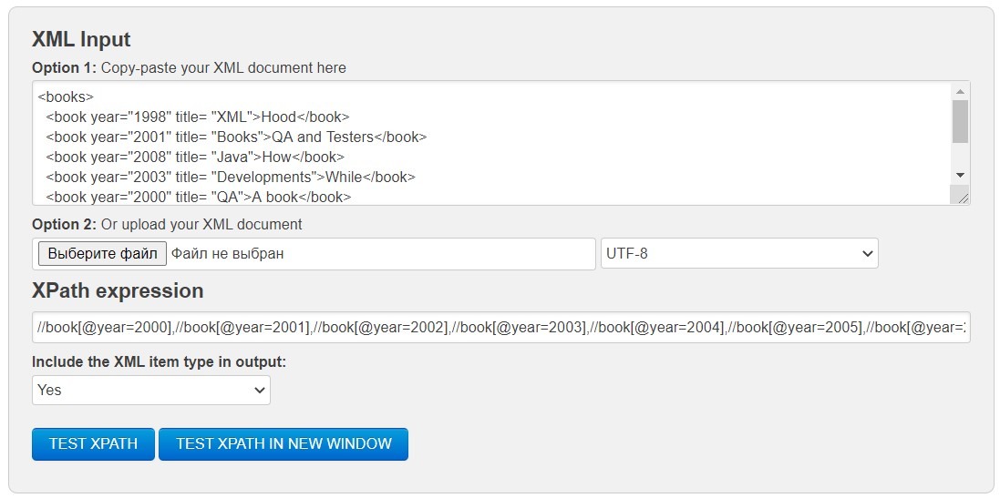 XML Input
Option 1: Copy-paste your XML document here
<books>
<book year="1998" title= "XML">Hood</book>
<book year="2001" title= "Books">QA and Testers</book>
<book year="2008" title= "Java">How</book>
<book year="2003" title= "Developments">While</book>
<book year="2000" title= "QA">A book</book>
Option 2: Or upload your XML document
Выберите файл Файл не выбран UTF-8
XPath expression
//book[@year=2000],//book[@year=2001],//book[@year=2002],//book[@year=2003],//book[@year=2004],//book[@year=2005],//book[@year=
Include the XML item type in output:
Yes
TEST XPATH TEST XPATH IN NEW WINDOW